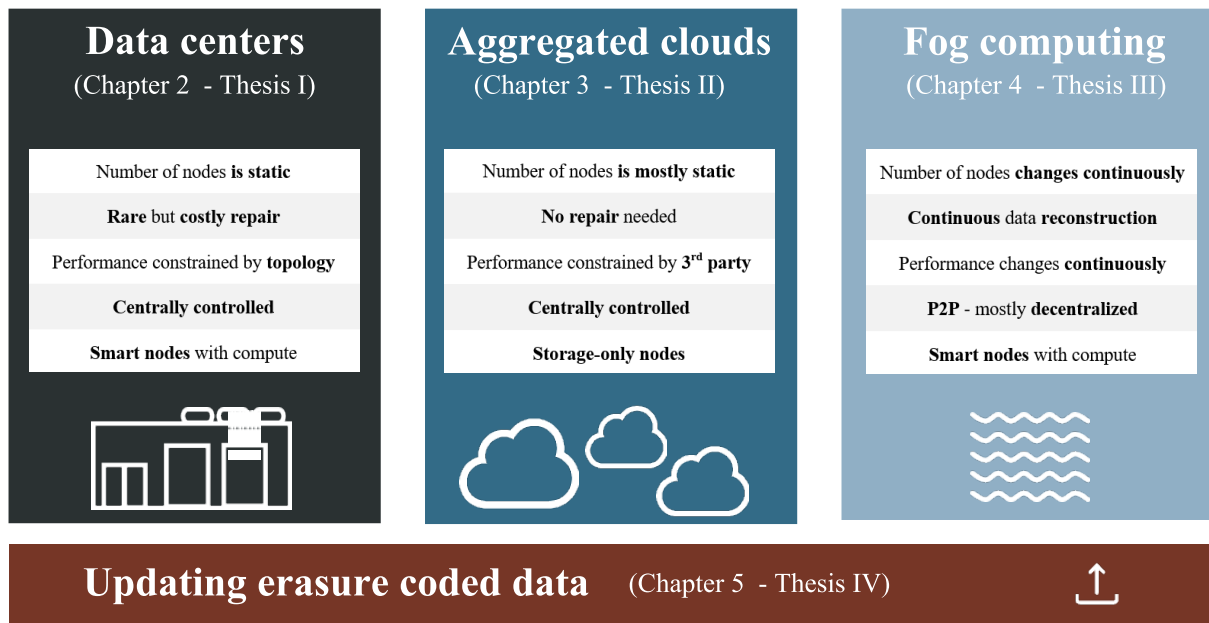 Data centers
(Chapter 2 - Thesis I)
Number of nodes is static
Rare but costly repair
Performance constrained by topology
Centrally controlled
Smart nodes with compute
Aggregated clouds
(Chapter 3 - Thesis II)
Number of nodes is mostly static
No repair needed
Performance constrained by 3rd party
Centrally controlled
Storage-only nodes
Fog computing
(Chapter 4 - Thesis III)
Number of nodes changes continuously
Continuous data reconstruction
Performance changes continuously
P2P - mostly decentralized
Smart nodes with compute
Updating erasure coded data (Chapter 5 - Thesis IV)